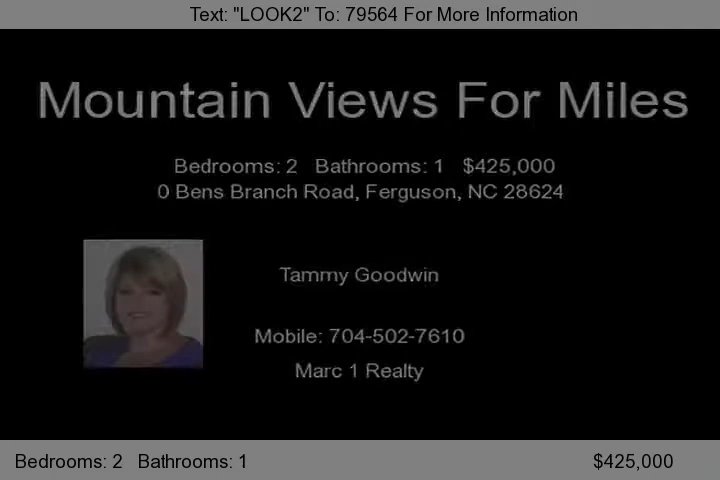 Text: "LOOK2" To: 79564 For More Information
Mountain Views For Miles
Bedrooms: 2 Bathrooms: 1 $425,000
0 Bens Branch Road, Ferguson, NC 28624
Tammy Goodwin
Mobile: 704-502-7610
Marc 1 Realty
Bedrooms: 2 Bathrooms: 1 $425,000